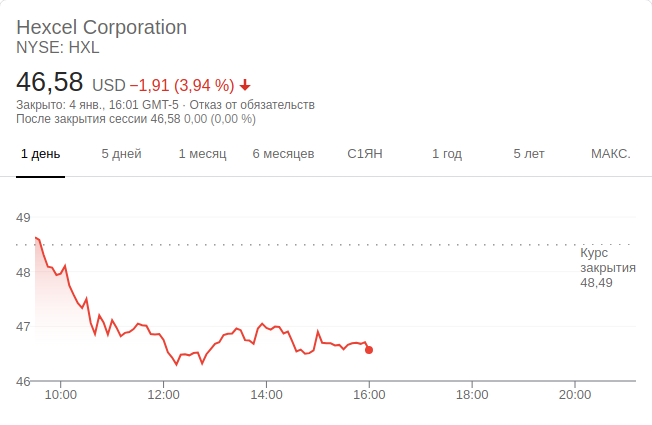 Hexcel Corporation
NYSE: HXL
46,58 USD −1,91 (3,94 %)
Закрыто: 4 янв., 16:01 GMT-5 · Отказ от обязательств
После закрытия сессии 46,58 0,00 (0,00 %)
1 день 5 дней 1 месяц 6 месяцев С1ЯН 1 год 5 лет МАКС.
49
Курс
закрытия
48,49
48
47
46
10:00 12:00 14:00 16:00 18:00 20:00